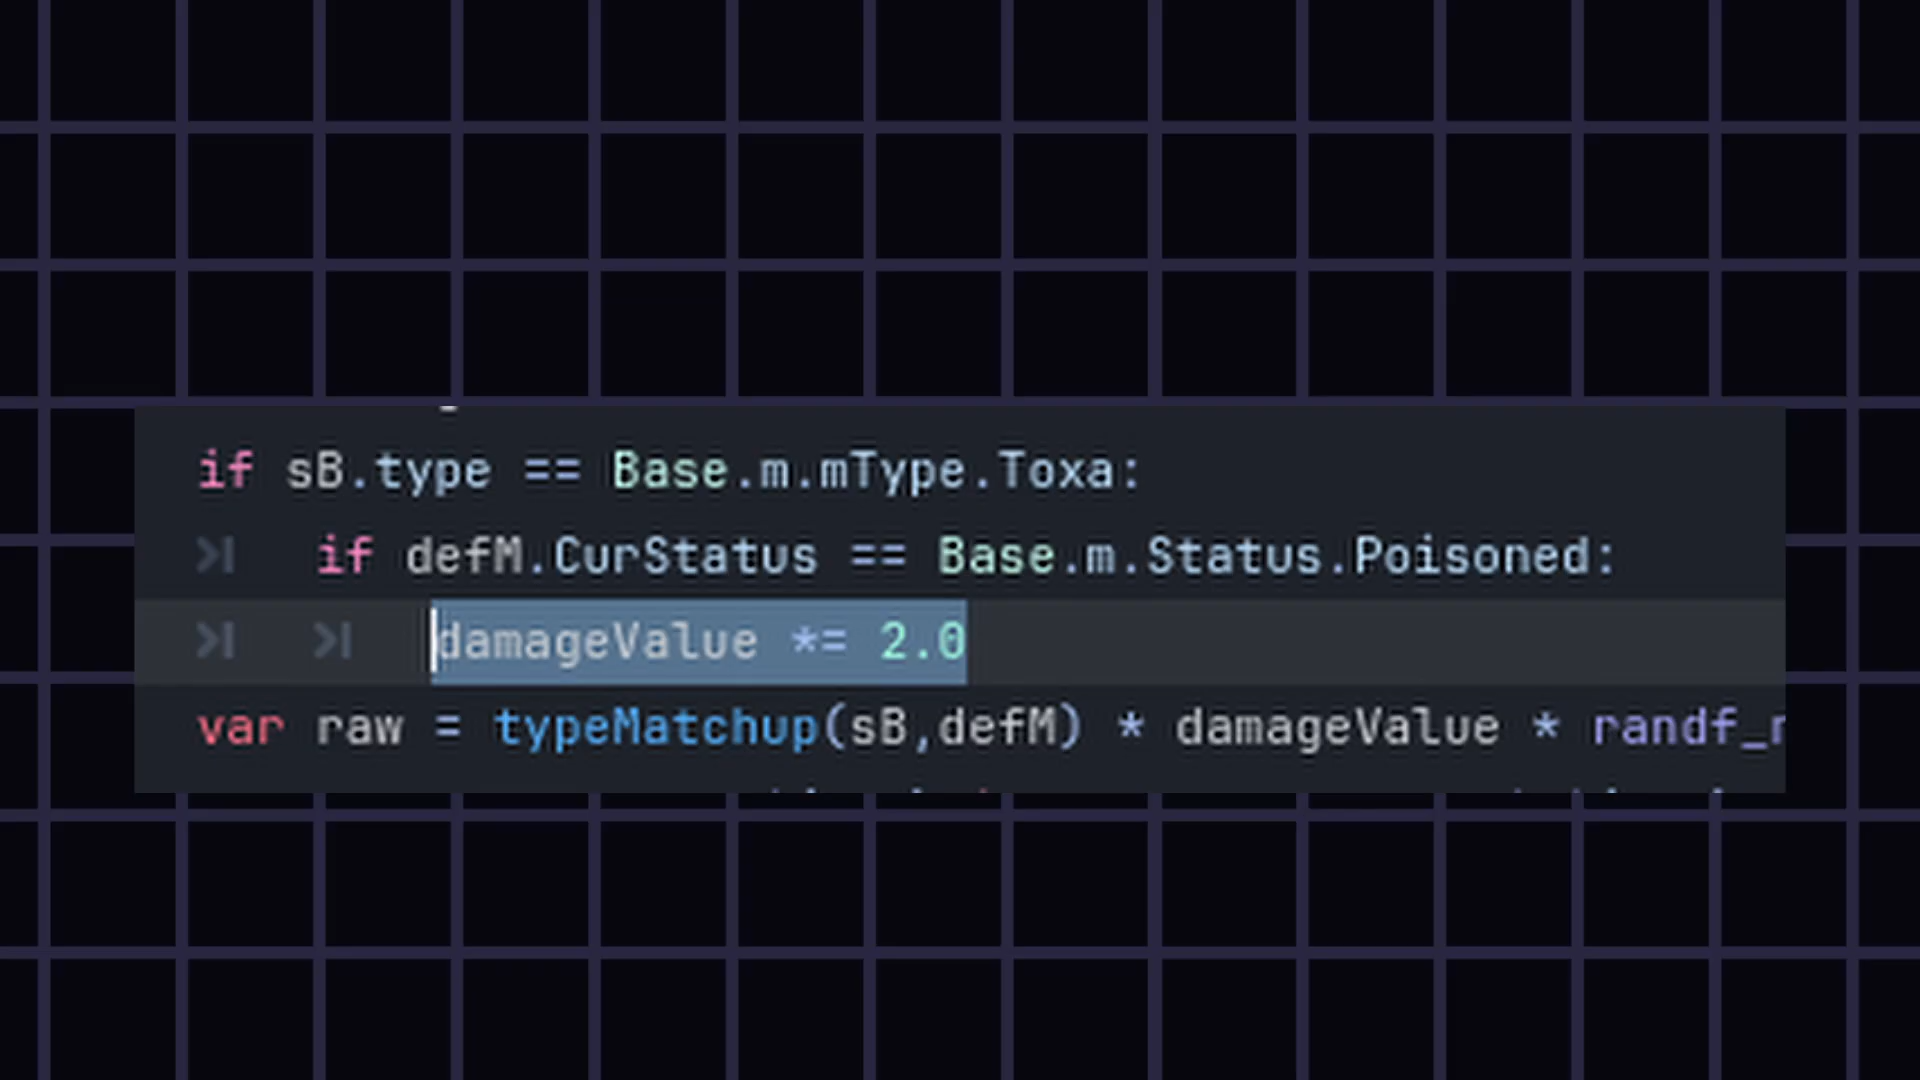 if sB.type == Base.m.mType.Toxa:
if defM.CurStatus == Base.m.Status.Poisoned:
damageValue *= 2.0
var raw = typeMatchup(sB,defM) * damageValue *